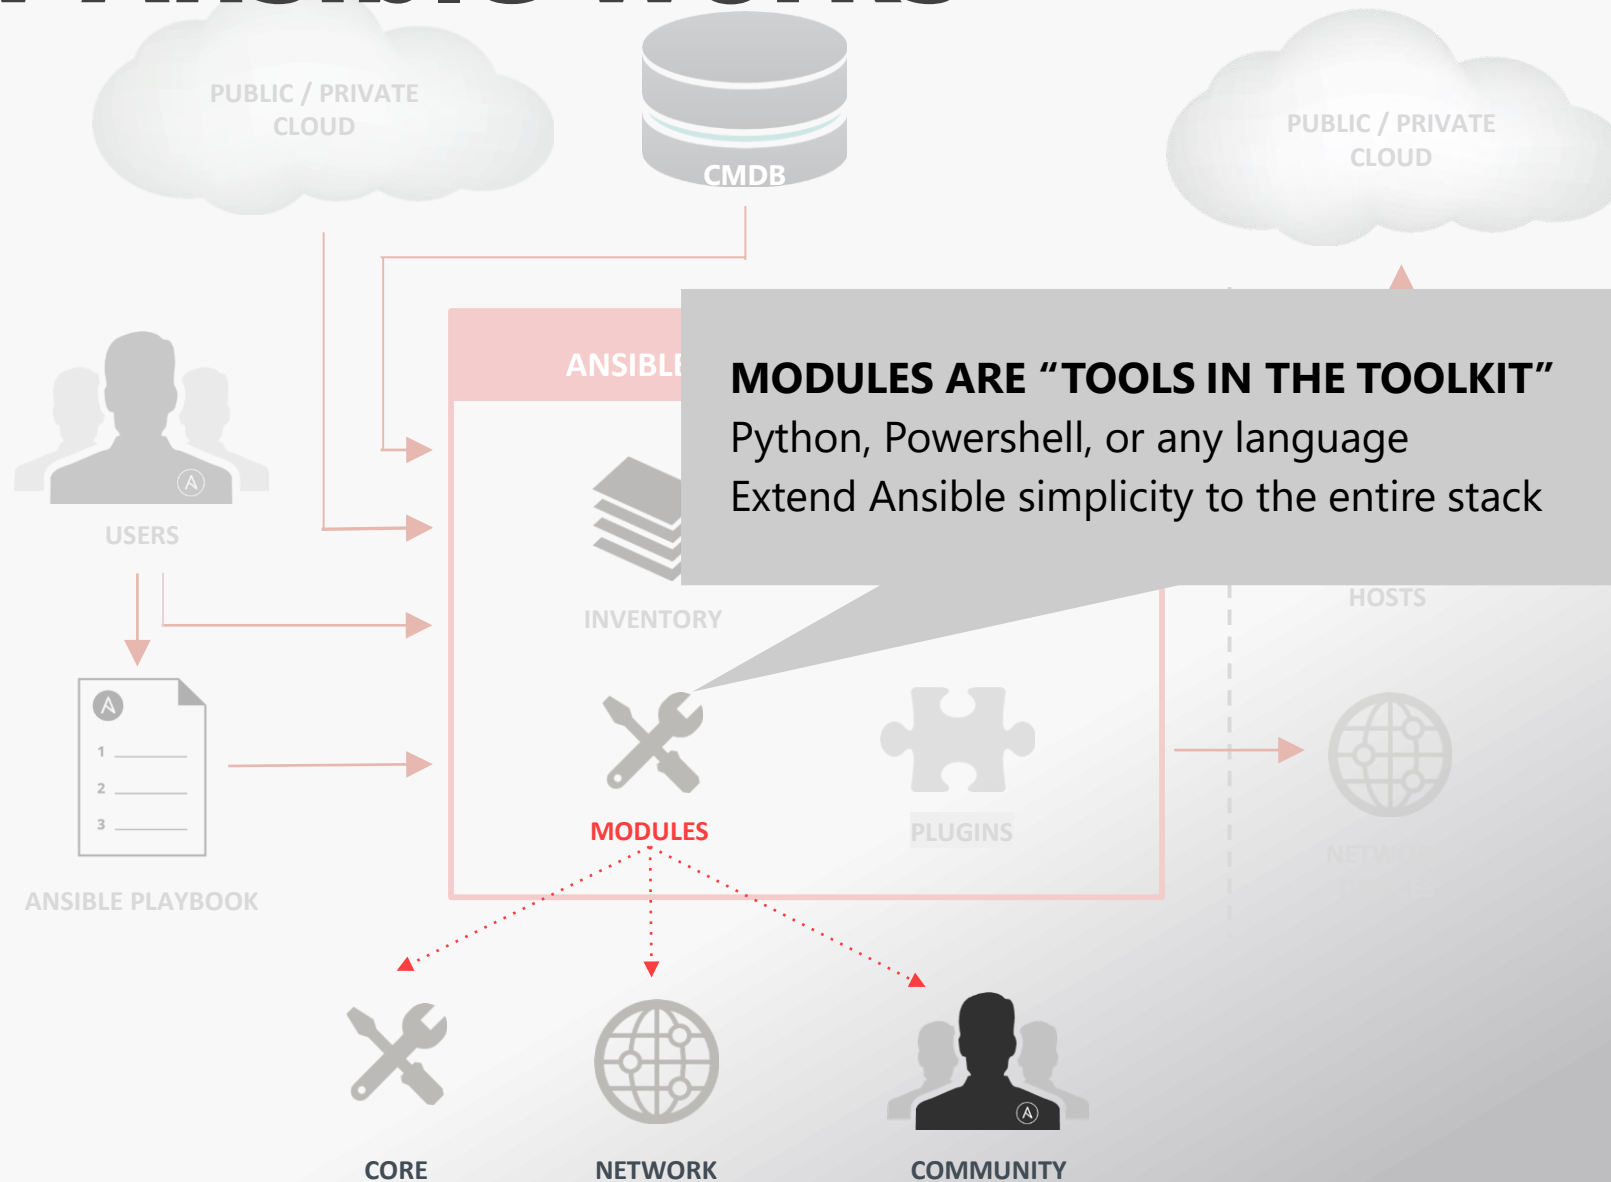 Ansible works
PUBLIC / PRIVATE
CLOUD
CMDB
PUBLIC / PRIVATE
CLOUD
ANSIBLE
MODULES ARE “TOOLS IN THE TOOLKIT”
Python, Powershell, or any language
Extend Ansible simplicity to the entire stack
USERS
INVENTORY
HOSTS
1
2
3
MODULES
PLUGINS
ANSIBLE PLAYBOOK
CORE
NETWORK
COMMUNITY